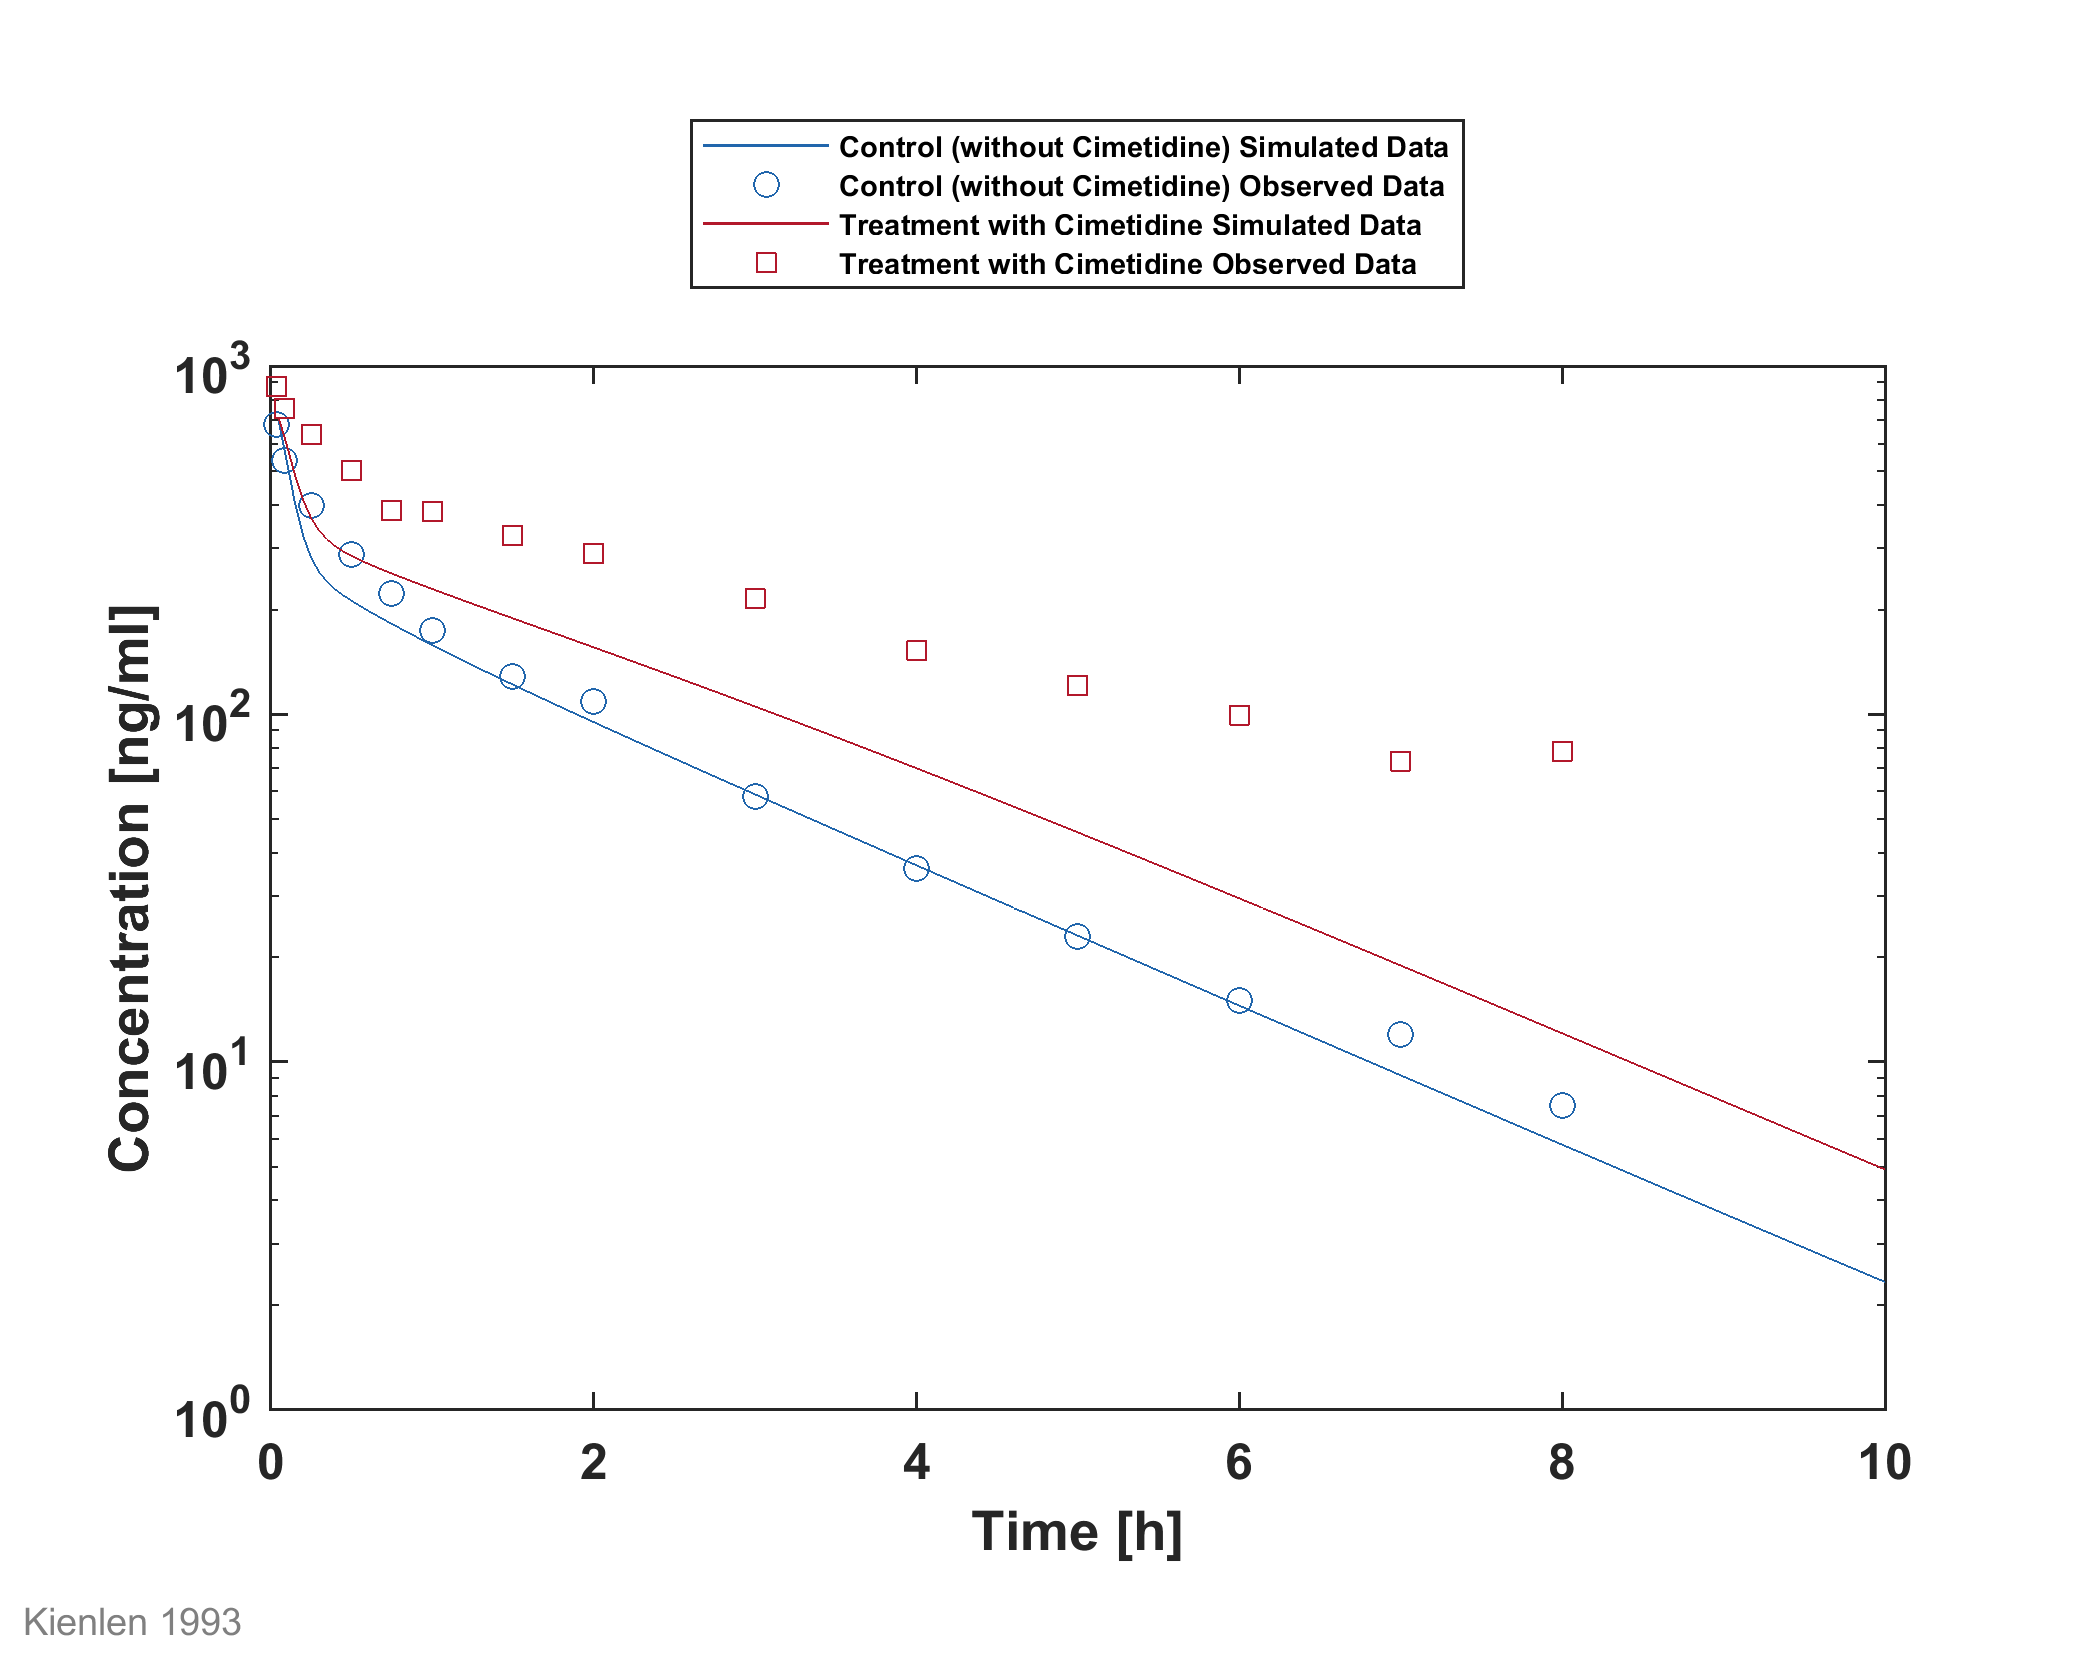 Control (without Cimetidine) Simulated Data
Control (without Cimetidine) Observed Data
Treatment with Cimetidine Simulated Data
Treatment with Cimetidine Observed Data
10^3
10^2
10^1
10^0
Concentration [ng/ml]
0 2 4 6 8 10
Time [h]
Kienlen 1993